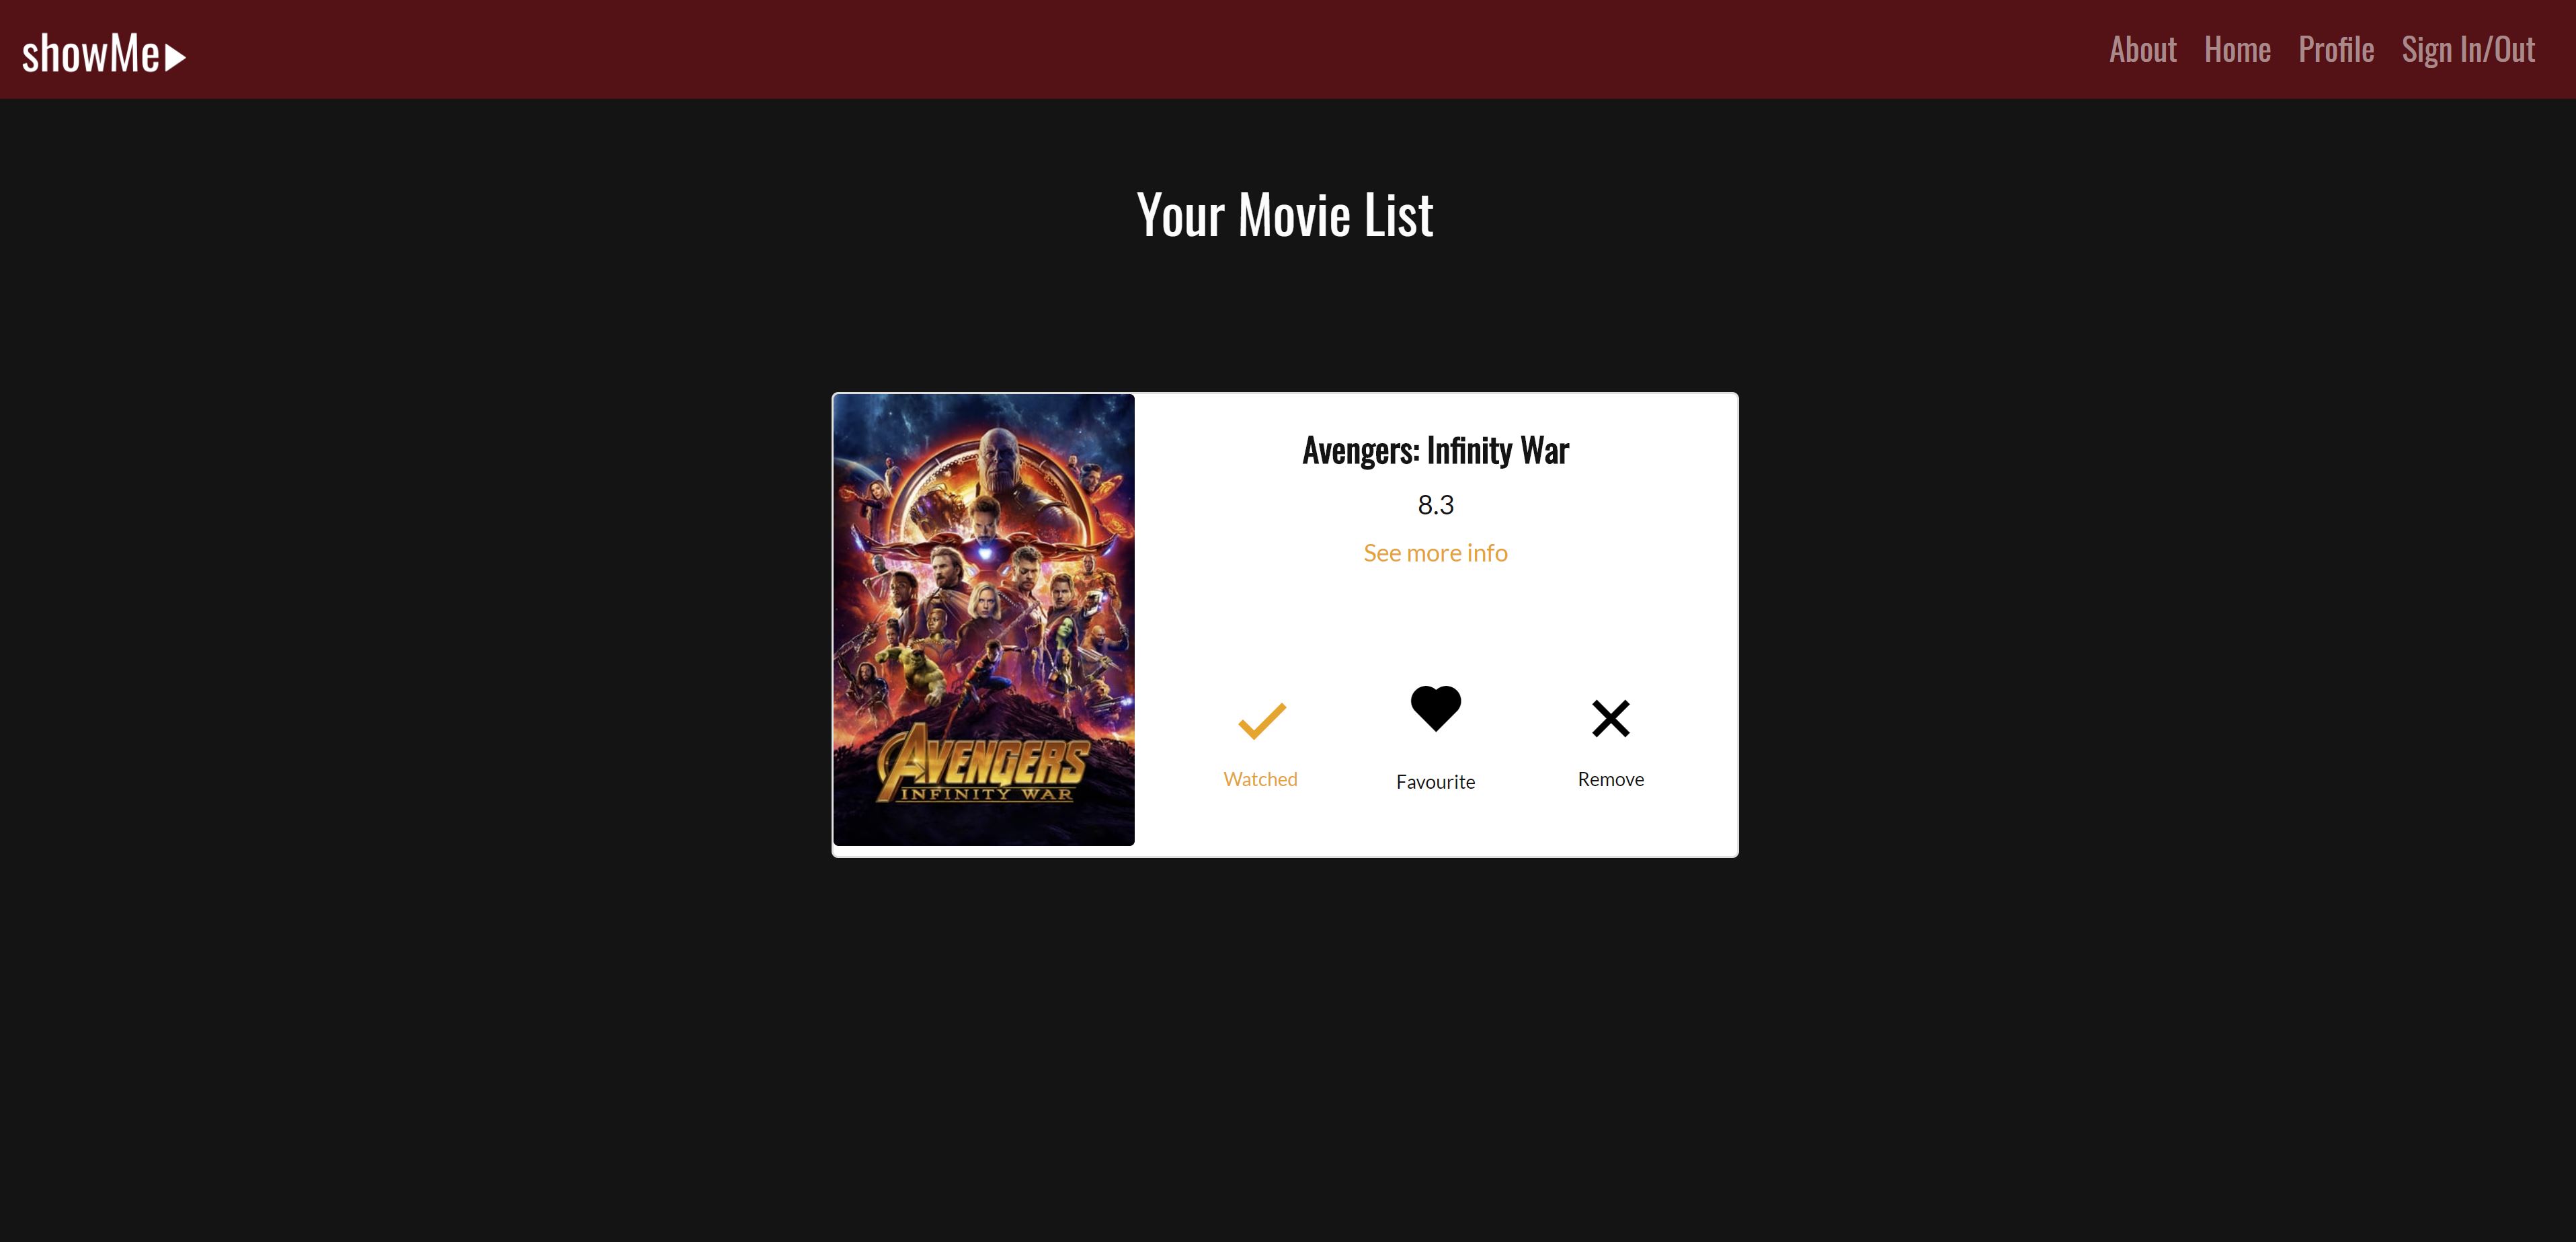 showMe
About Home Profile Sign In/Out
Your Movie List
Avengers: Infinity War
8.3
See more info
AVENGERS
INFINITY WAR
Watched
Favourite
Remove